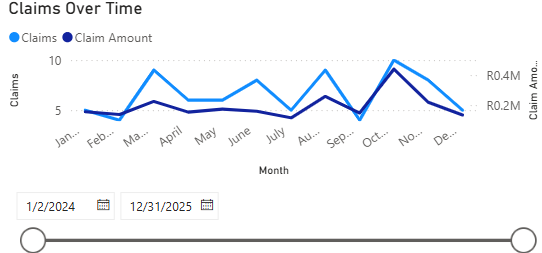 Claims Over Time
Claims Claim Amount
10
5
Claims
R0.4M
R0.2M
Claim Amo...
Jan... Feb... Ma... April May June July Au... Sep... Oct... No... De...
Month
1/2/2024 12/31/2025